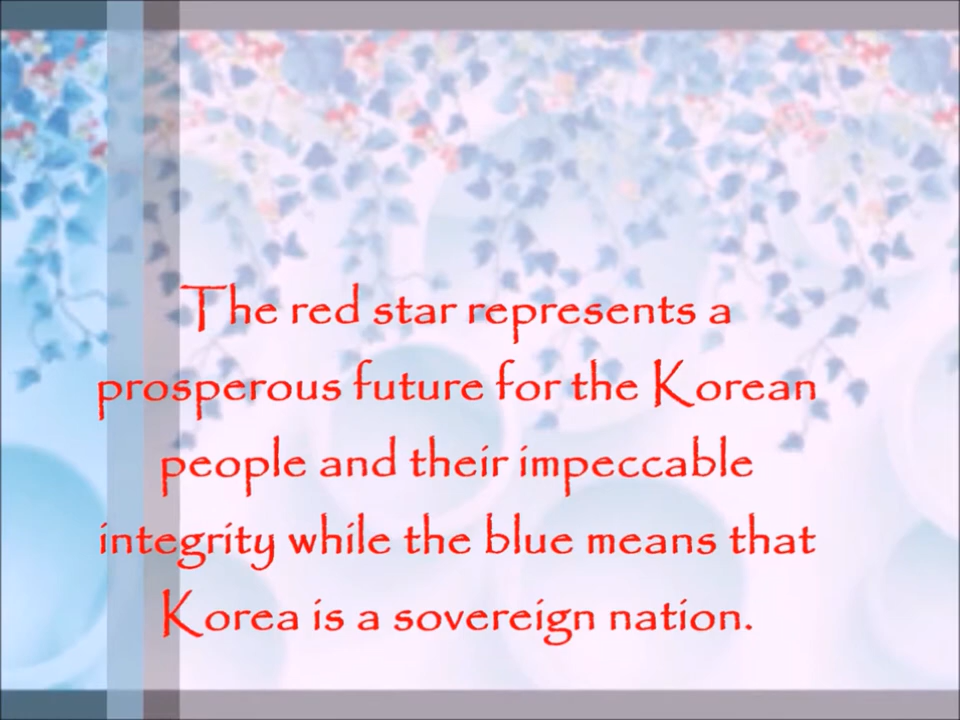 The red star represents a
prosperous future for the Korean
people and their impeccable
integrity while the blue means that
Korea is a sovereign nation.